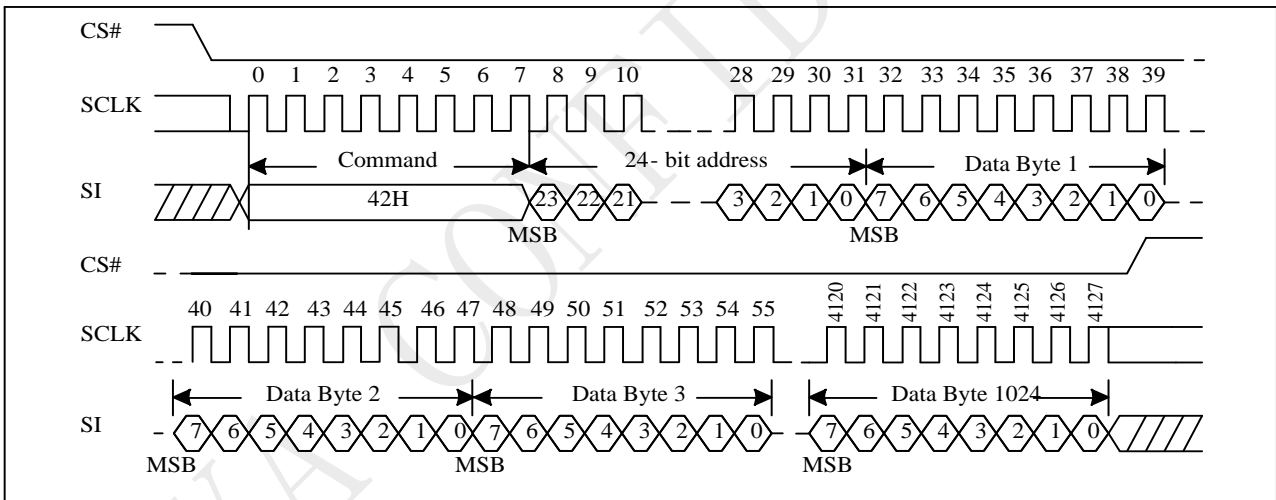 CS#
0 1 2 3 4 5 6 7 8 9 10 28 29 30 31 32 33 34 35 36 37 38 39
SCLK
Command 24- bit address Data Byte 1
SI 42H 23 22 21 3 2 1 0 7 6 5 4 3 2 1 0
MSB MSB
CS#
40 41 42 43 44 45 46 47 48 49 50 51 52 53 54 55 4120 4121 4122 4123 4124 4125 4126 4127
SCLK
Data Byte 2 Data Byte 3 Data Byte 1024
SI 7 6 5 4 3 2 1 0 7 6 5 4 3 2 1 0 7 6 5 4 3 2 1 0
MSB MSB MSB